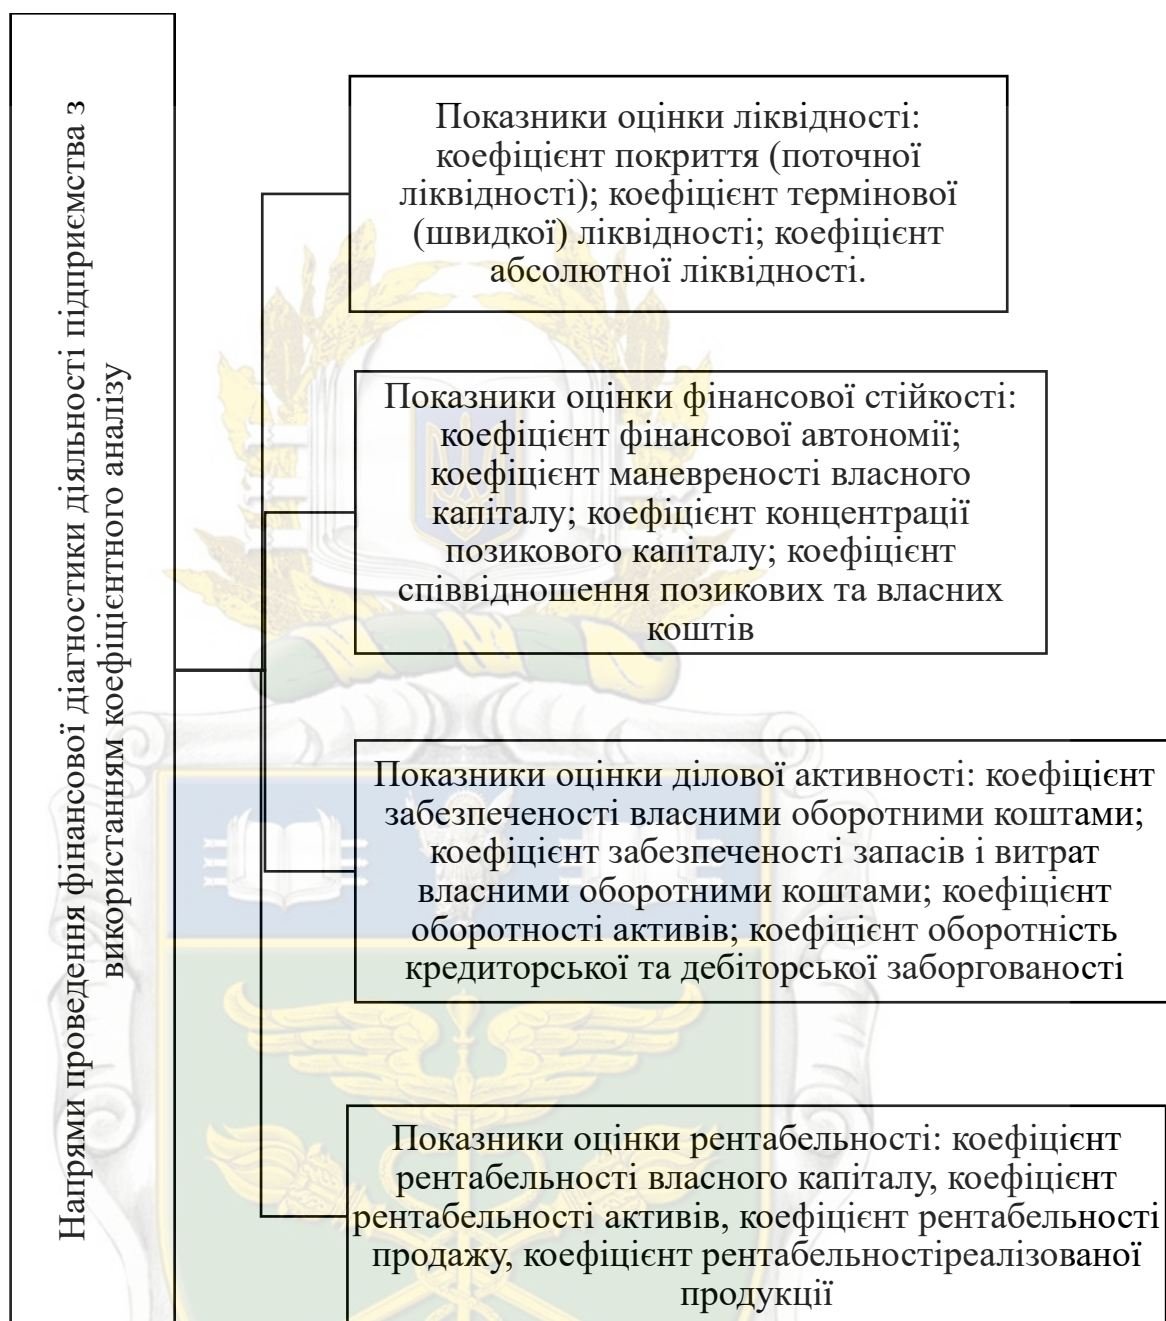 Напрями проведення фінансової діагностики діяльності підприємства з
використанням коефіцієнтного аналізу
Показники оцінки ліквідності:
коефіцієнт покриття (поточної
ліквідності); коефіцієнт термінової
(швидкої) ліквідності; коефіцієнт
абсолютної ліквідності.
Показники оцінки фінансової стійкості:
коефіцієнт фінансової автономії;
коефіцієнт маневреності власного
капіталу; коефіцієнт концентрації
позикового капіталу; коефіцієнт
співвідношення позикових та власних
коштів
Показники оцінки ділової активності: коефіцієнт
забезпеченості власними оборотними коштами;
коефіцієнт забезпеченості запасів і витрат
власними оборотними коштами; коефіцієнт
оборотності активів; коефіцієнт оборотність
кредиторської та дебіторської заборгованості
Показники оцінки рентабельності: коефіцієнт
рентабельності власного капіталу, коефіцієнт
рентабельності активів, коефіцієнт рентабельності
продажу, коефіцієнт рентабельностіреалізованої
продукції